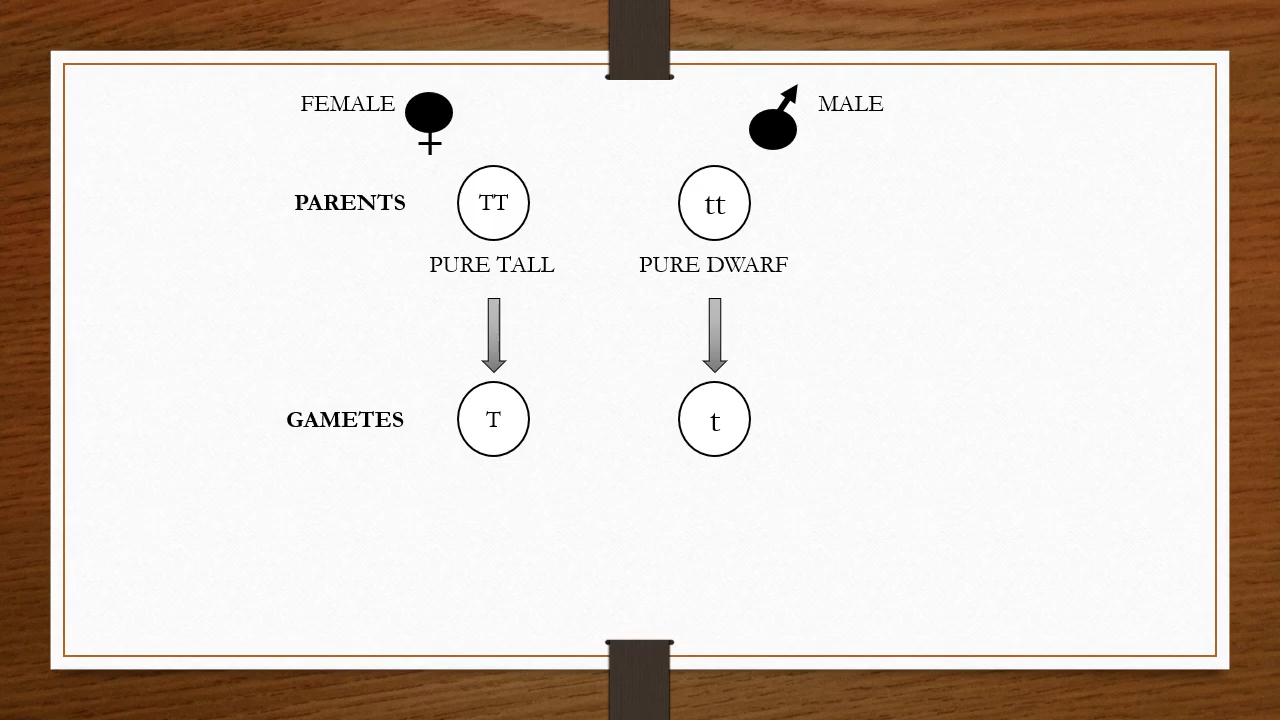 FEMALE
MALE
PARENTS
TT
tt
PURE TALL
PURE DWARF
GAMETES
T
t